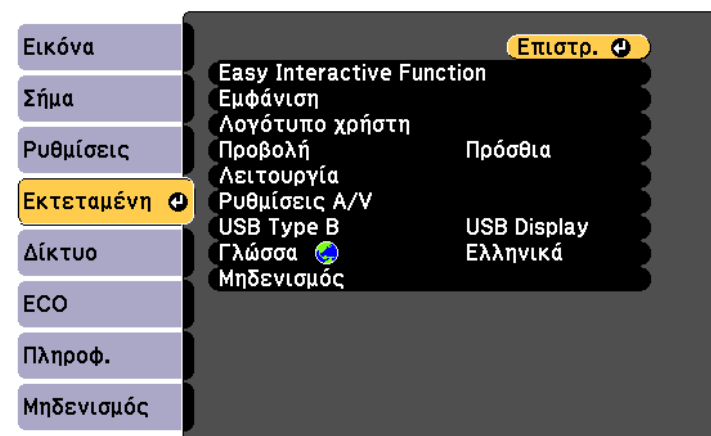 Εικόνα
Σήμα
Ρυθμίσεις
Εκτεταμένη
Δίκτυο
ECO
Πληροφ.
Μηδενισμός
Επιστρ.
Easy Interactive Function
Εμφάνιση
Λογότυπο χρήστη
Προβολή Πρόσθια
Λειτουργία
Ρυθμίσεις A/V
USB Type B USB Display
Γλώσσα Ελληνικά
Μηδενισμός